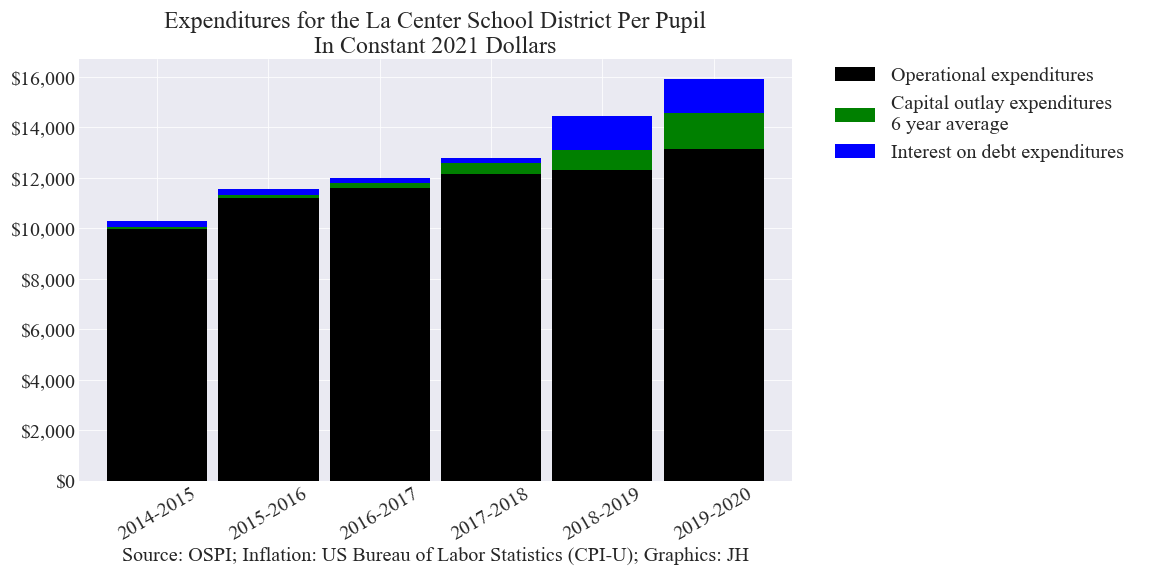 Expenditures for the La Center School District Per Pupil
In Constant 2021 Dollars
$16,000
$14,000
$12,000
$10,000
$8,000
$6,000
$4,000
$2,000
$0
2014-2015
2015-2016
2016-2017
2017-2018
2018-2019
2019-2020
Source: OSPI; Inflation: US Bureau of Labor Statistics (CPI-U); Graphics: JH
Operational expenditures
Capital outlay expenditures
6 year average
Interest on debt expenditures